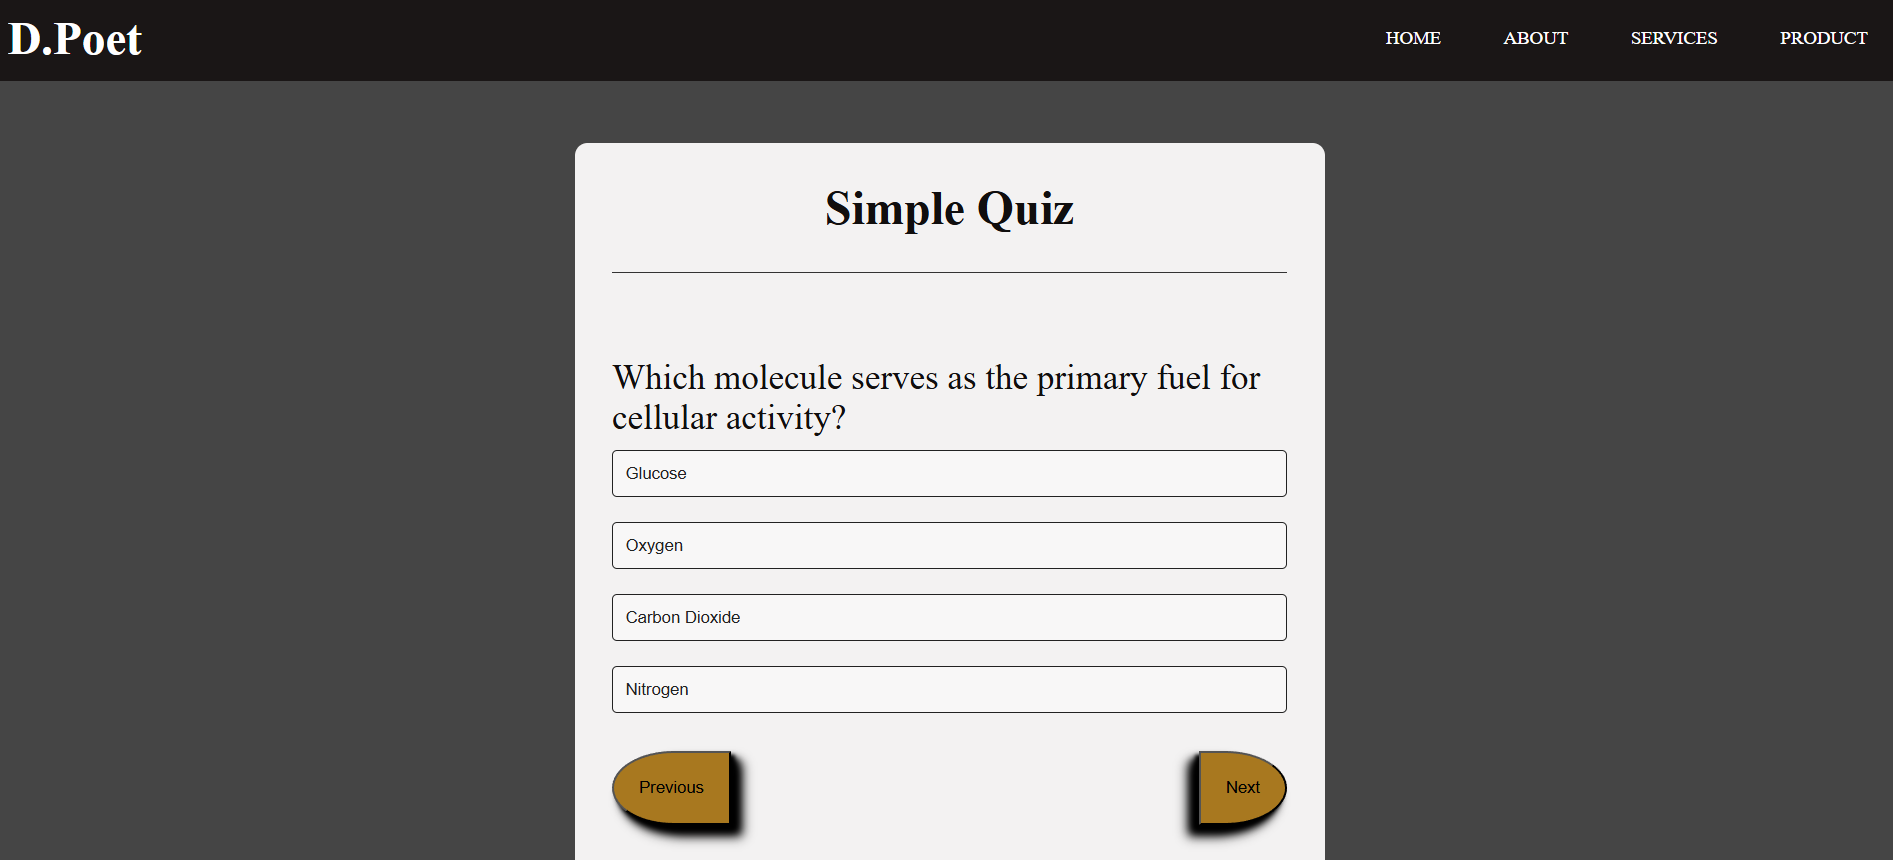 D.Poet
HOME ABOUT SERVICES PRODUCT
Simple Quiz
Which molecule serves as the primary fuel for
cellular activity?
Glucose
Oxygen
Carbon Dioxide
Nitrogen
Previous Next